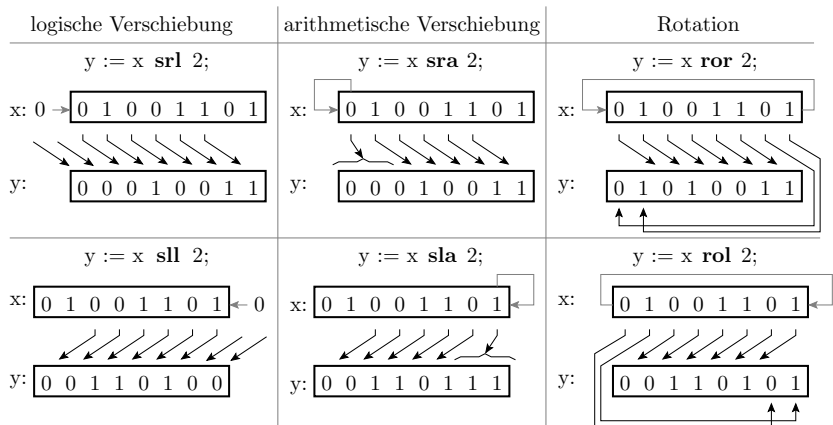 logische Verschiebung arithmetische Verschiebung Rotation
y := x srl 2; y := x sra 2; y := x ror 2;
x: 0 0 1 0 0 1 1 0 1 x: 0 1 0 0 1 1 0 1 x: 0 1 0 0 1 1 0 1
y: 0 0 0 1 0 0 1 1 y: 0 0 0 1 0 0 1 1 y: 0 1 0 1 0 0 1 1
y := x sll 2; y := x sla 2; y := x rol 2;
x: 0 1 0 0 1 1 0 1 0 x: 0 1 0 0 1 1 0 1 x: 0 1 0 0 1 1 0 1
y: 0 0 1 1 0 1 0 0 y: 0 0 1 1 0 1 1 1 y: 0 0 1 1 0 1 0 1